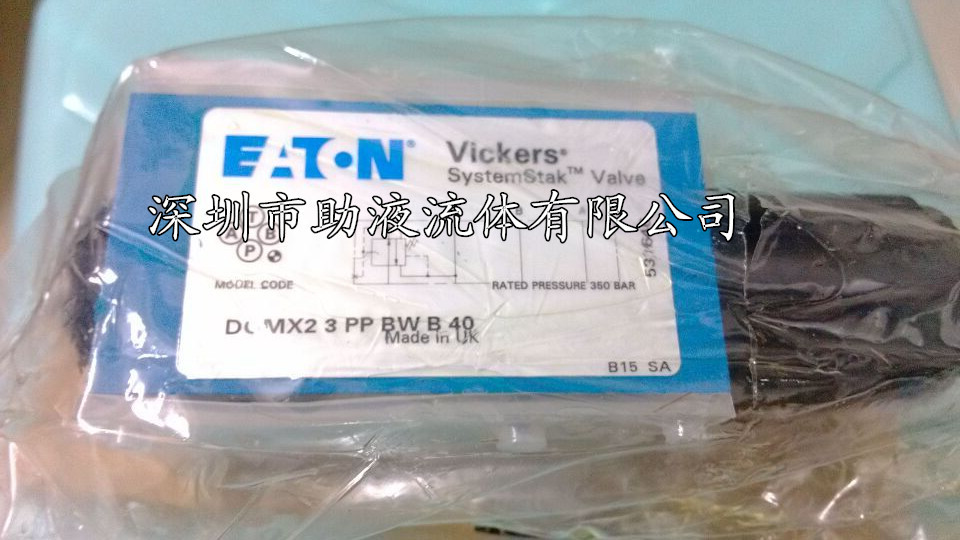 EATON®
Vickers®
SystemStak™ Valve
深圳市助液流体有限公司
P
MODEL CODE
RATED PRESSURE 350 BAR
MX2 3 PP BW B 40
Made in UK
B15 SA